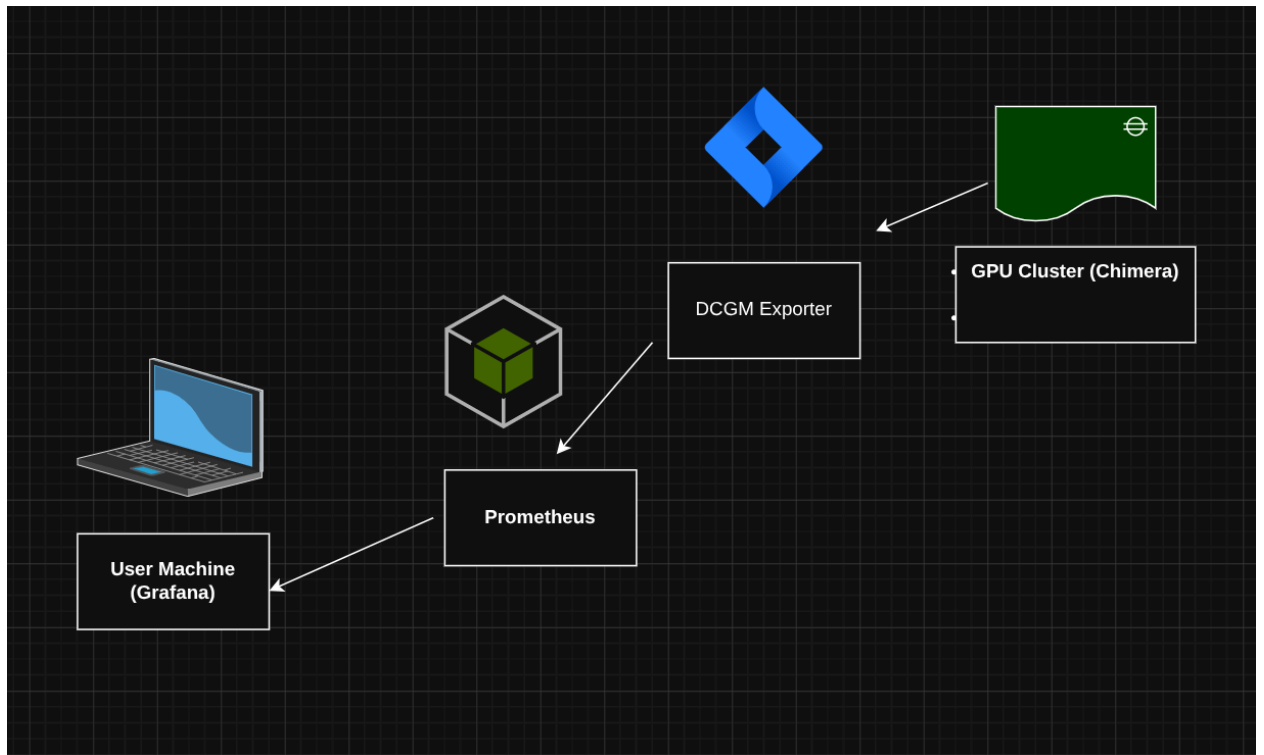 GPU Cluster (Chimera)
DCGM Exporter
Prometheus
User Machine
(Grafana)